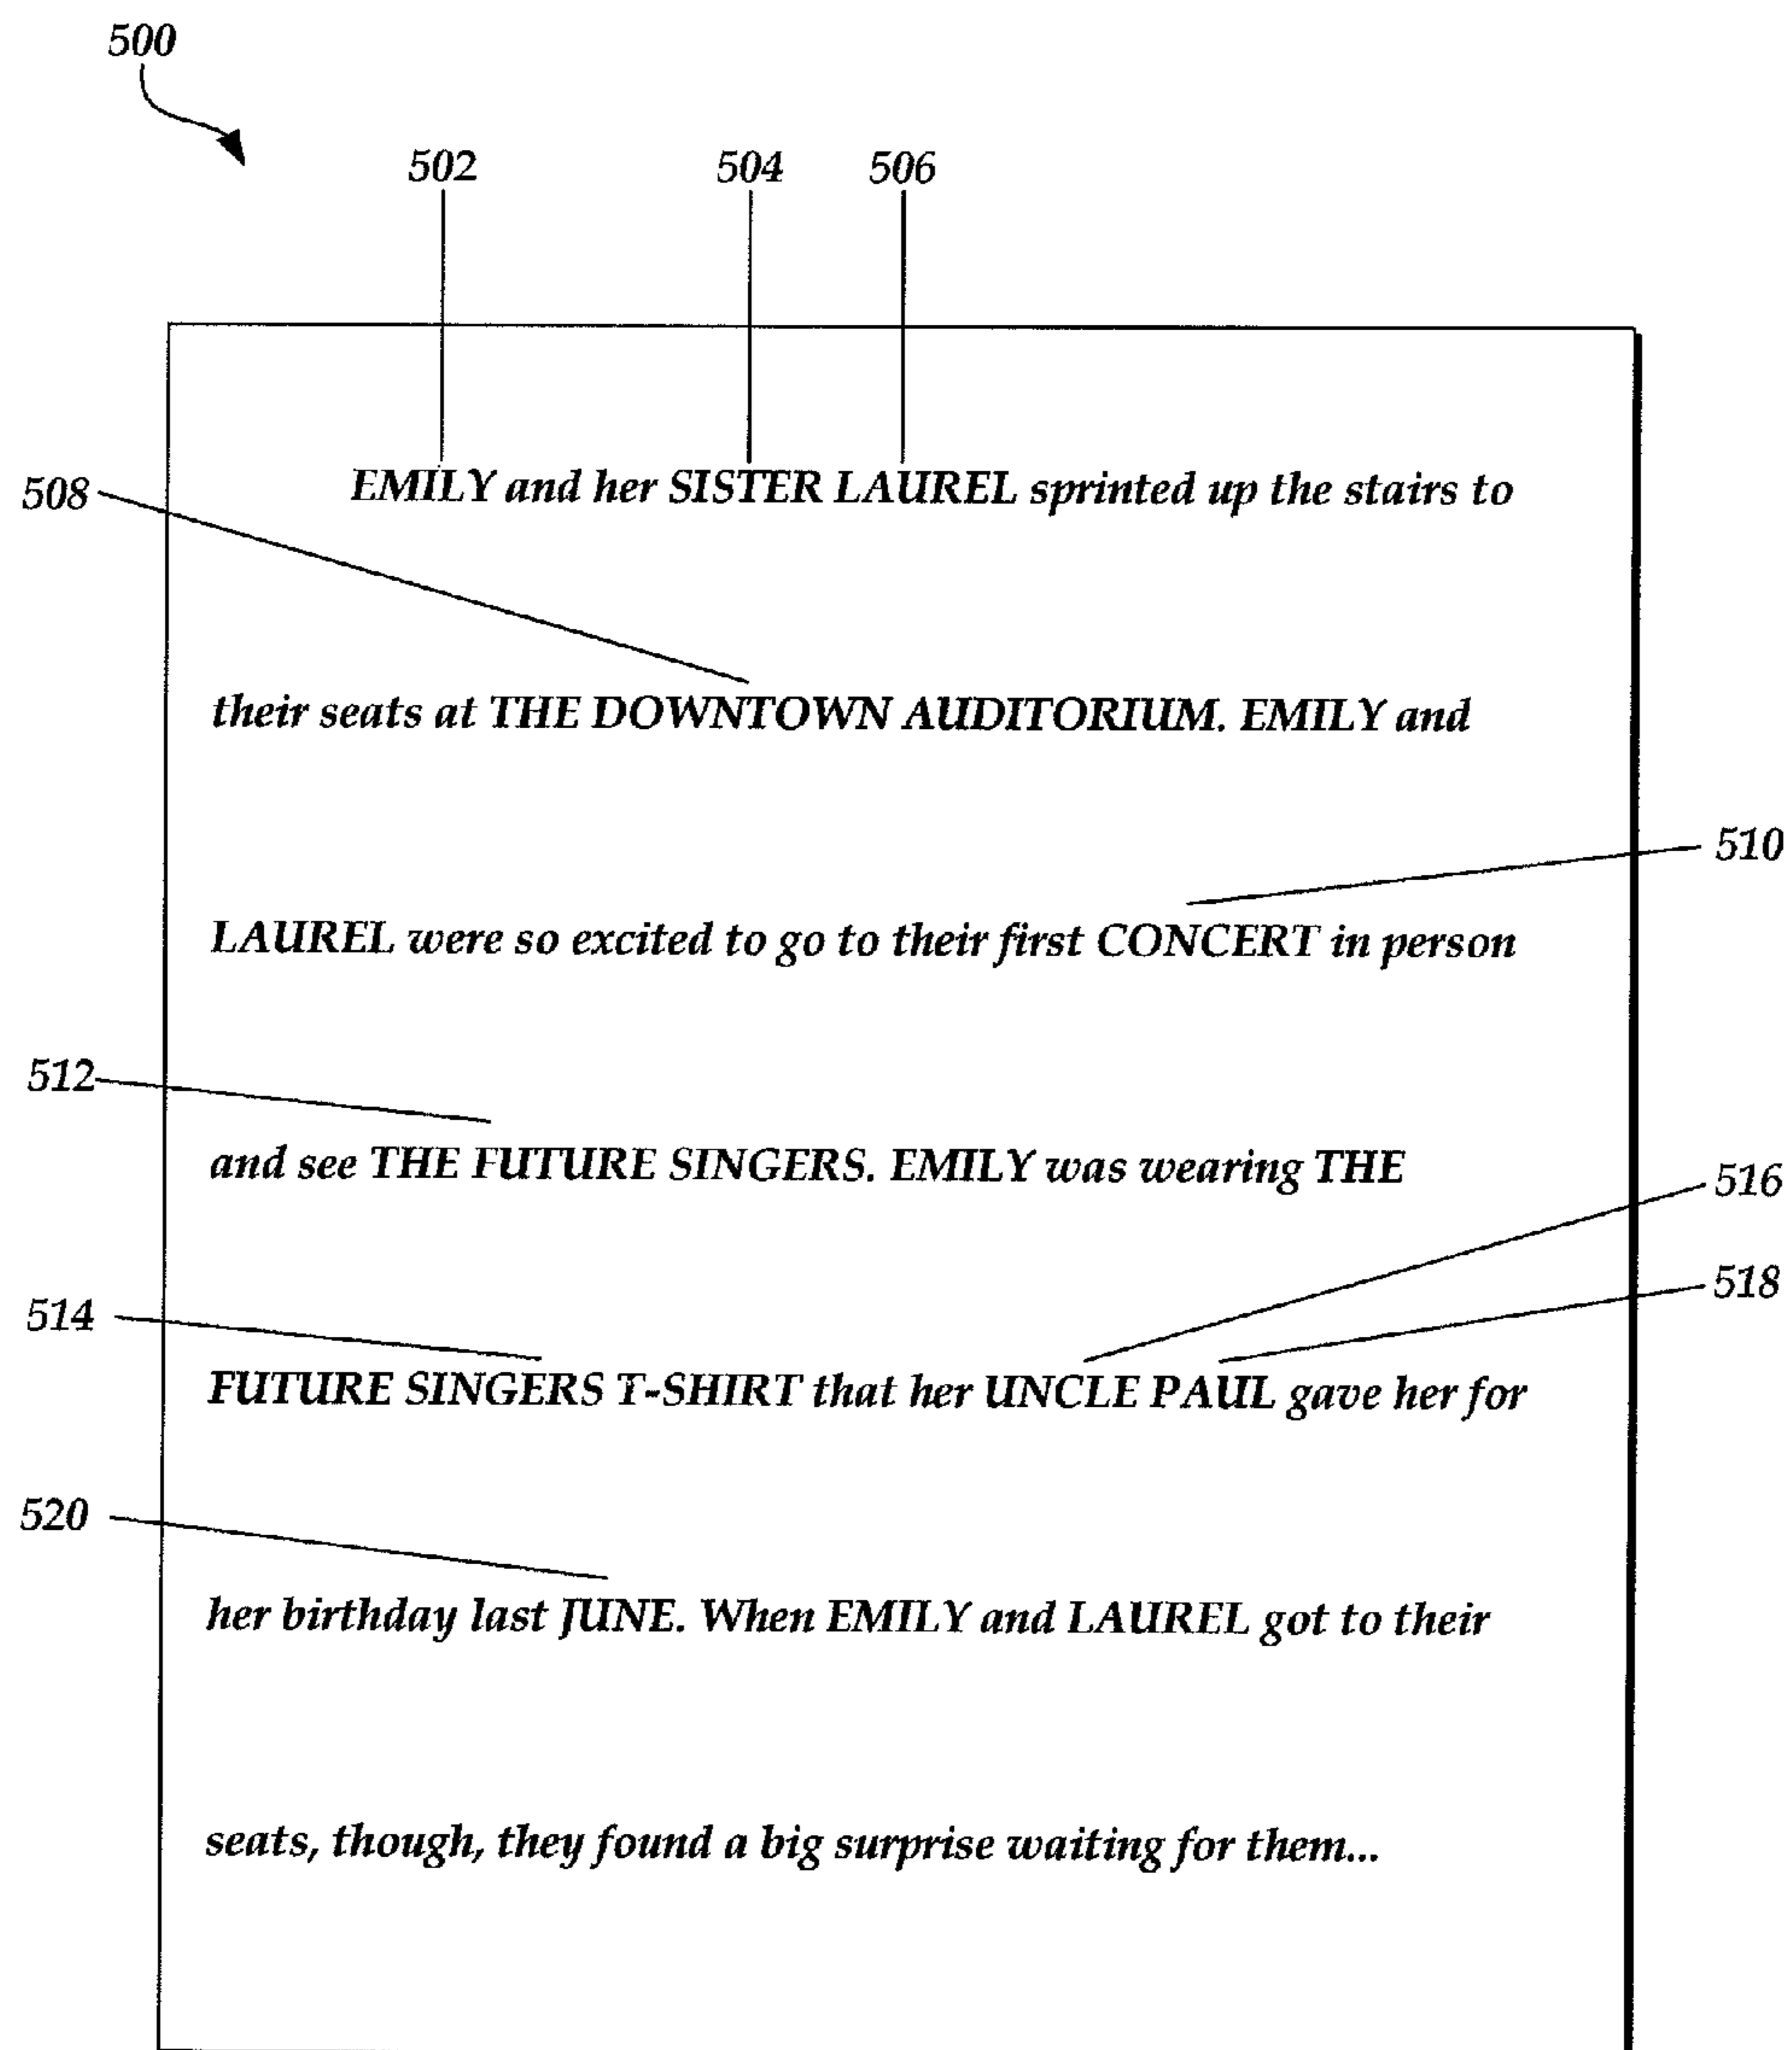 500
502 504 506
EMILY and her SISTER LAUREL sprinted up the stairs to
508
their seats at THE DOWNTOWN AUDITORIUM. EMILY and
510
LAUREL were so excited to go to their first CONCERT in person
512
and see THE FUTURE SINGERS. EMILY was wearing THE
516
518
514
FUTURE SINGERS T-SHIRT that her UNCLE PAUL gave her for
520
her birthday last JUNE. When EMILY and LAUREL got to their
seats, though, they found a big surprise waiting for them...